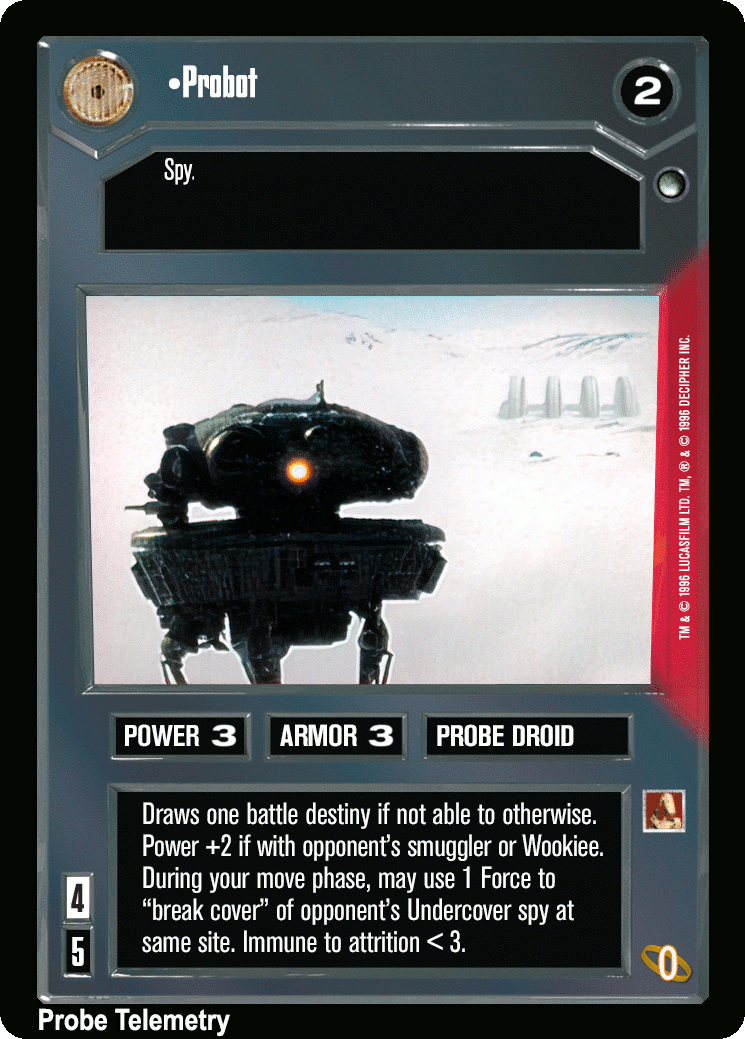 •Probot
2
Spy.
TM & © 1996 LUCASFILM LTD. TM, ® & © 1996 DECIPHER INC.
POWER 3
ARMOR 3
PROBE DROID
Draws one battle destiny if not able to otherwise.
Power +2 if with opponent's smuggler or Wookiee.
During your move phase, may use 1 Force to
“break cover” of opponent's Undercover spy at
same site. Immune to attrition < 3.
4
5
0
Probe Telemetry